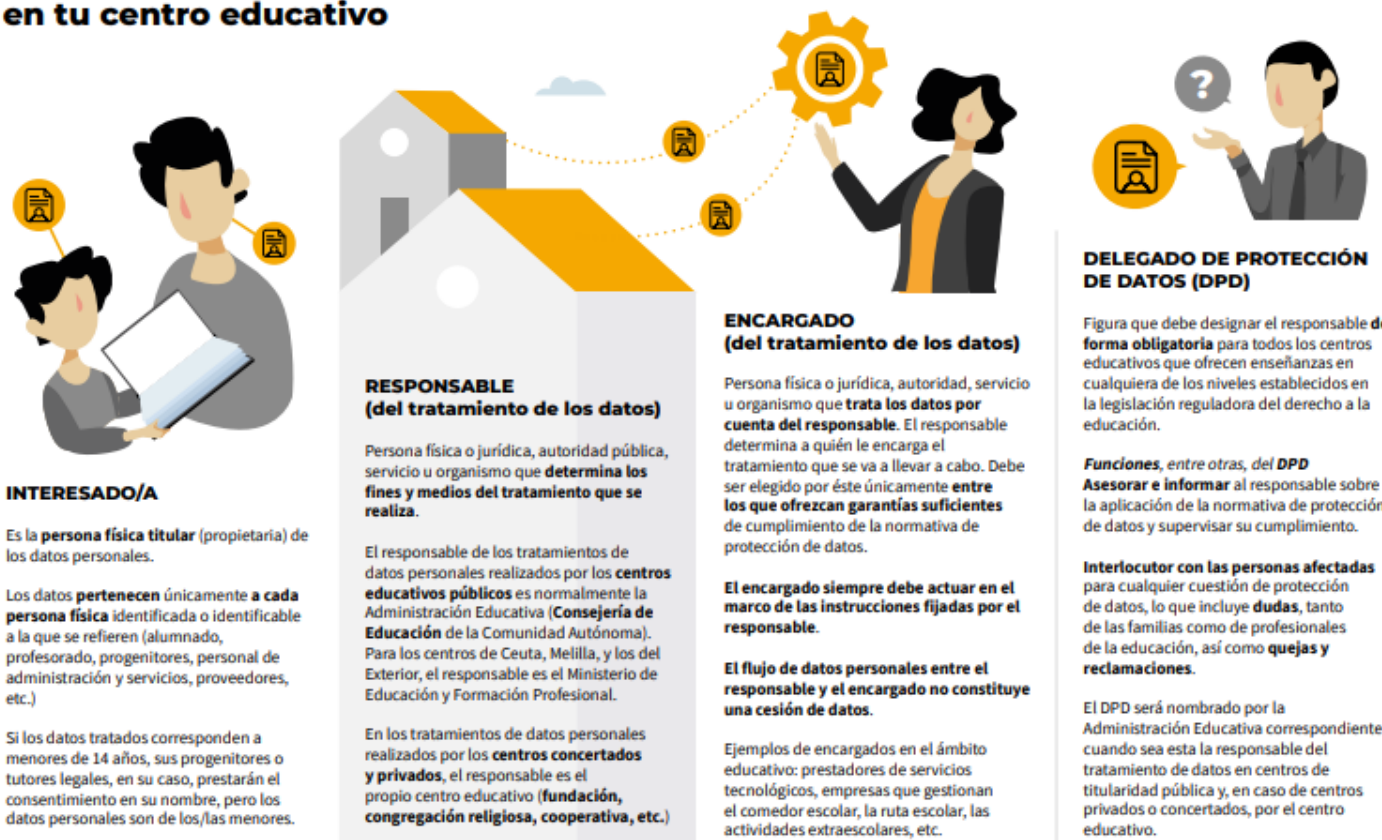 en tu centro educativo
?
INTERESADO/A
Es la persona física titular (propietaria) de
los datos personales.
Los datos pertenecen únicamente a cada
persona física identificada o identificable
a la que se refieren (alumnado,
profesorado, progenitores, personal de
administración y servicios, proveedores,
etc.)
Si los datos tratados corresponden a
menores de 14 años, sus progenitores o
tutores legales, en su caso, prestarán el
consentimiento en su nombre, pero los
datos personales son de los/las menores.
RESPONSABLE
(del tratamiento de los datos)
Persona física o jurídica, autoridad pública,
servicio u organismo que determina los
fines y medios del tratamiento que se
realiza.
El responsable de los tratamientos de
datos personales realizados por los centros
educativos públicos es normalmente la
Administración Educativa (Consejería de
Educación de la Comunidad Autónoma).
Para los centros de Ceuta, Melilla, y los del
Exterior, el responsable es el Ministerio de
Educación y Formación Profesional.
En los tratamientos de datos personales
realizados por los centros concertados
y privados, el responsable es el
propio centro educativo (fundación,
congregación religiosa, cooperativa, etc.)
ENCARGADO
(del tratamiento de los datos)
Persona física o jurídica, autoridad, servicio
u organismo que trata los datos por
cuenta del responsable. El responsable
determina a quién le encarga el
tratamiento que se va a llevar a cabo. Debe
ser elegido por éste únicamente entre
los que ofrezcan garantías suficientes
de cumplimiento de la normativa de
protección de datos.
El encargado siempre debe actuar en el
marco de las instrucciones fijadas por el
responsable.
El flujo de datos personales entre el
responsable y el encargado no constituye
una cesión de datos.
Ejemplos de encargados en el ámbito
educativo: prestadores de servicios
tecnológicos, empresas que gestionan
el comedor escolar, la ruta escolar, las
actividades extraescolares, etc.
DELEGADO DE PROTECCIÓN
DE DATOS (DPD)
Figura que debe designar el responsable de
forma obligatoria para todos los centros
educativos que ofrecen enseñanzas en
cualquiera de los niveles establecidos en
la legislación reguladora del derecho a la
educación.
Funciones, entre otras, del DPD
Asesorar e informar al responsable sobre
la aplicación de la normativa de protección
de datos y supervisar su cumplimiento.
Interlocutor con las personas afectadas
para cualquier cuestión de protección
de datos, lo que incluye dudas, tanto
de las familias como de profesionales
de la educación, así como quejas y
reclamaciones.
El DPD será nombrado por la
Administración Educativa correspondiente
cuando sea esta la responsable del
tratamiento de datos en centros de
titularidad pública y, en caso de centros
privados o concertados, por el centro
educativo.